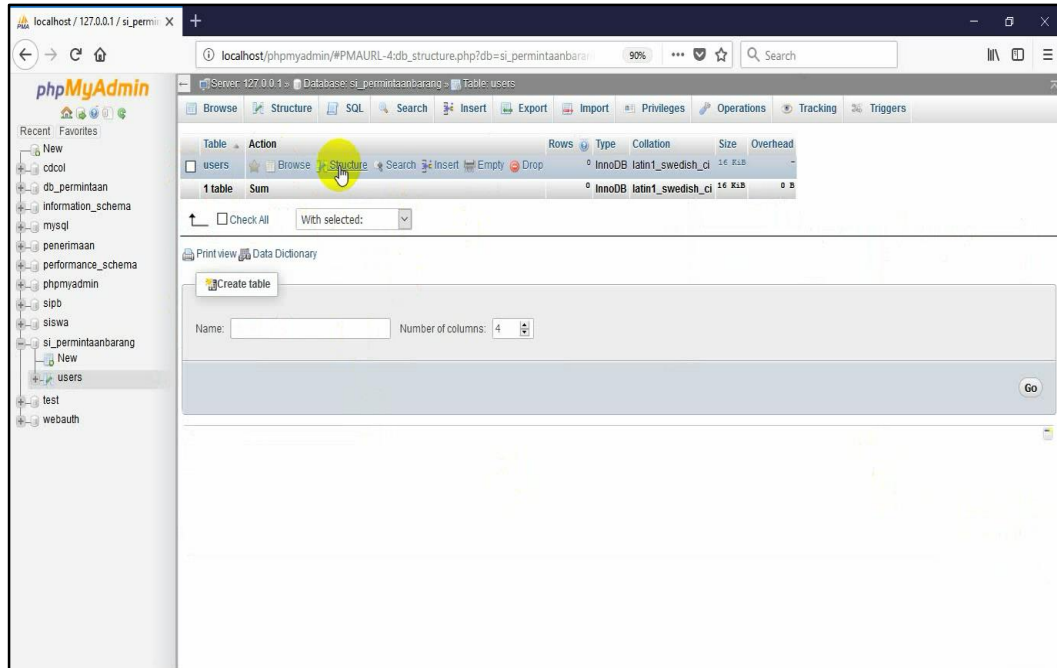 localhost / 127.0.0.1 / si_permin
localhost/phpmyadmin/#PMAURL-4:db_structure.php?db=si_permintaanbaran
90%
Search
phpMyAdmin
Recent Favorites
New
cdcol
db_permintaan
information_schema
mysql
penerimaan
performance_schema
phpmyadmin
sipb
siswa
si_permintaanbarang
New
users
test
webauth
Server: 127.0.0.1 » Database: si_permintaanbarang » Table: users
Browse Structure SQL Search Insert Export Import Privileges Operations Tracking Triggers
Table Action Rows Type Collation Size Overhead
users Browse Structure Search Insert Empty Drop 0 InnoDB latin1_swedish_ci 16 KiB -
1 table Sum 0 InnoDB latin1_swedish_ci 16 KiB 0 B
Check All With selected:
Print view Data Dictionary
Create table
Name: Number of columns: 4
Go